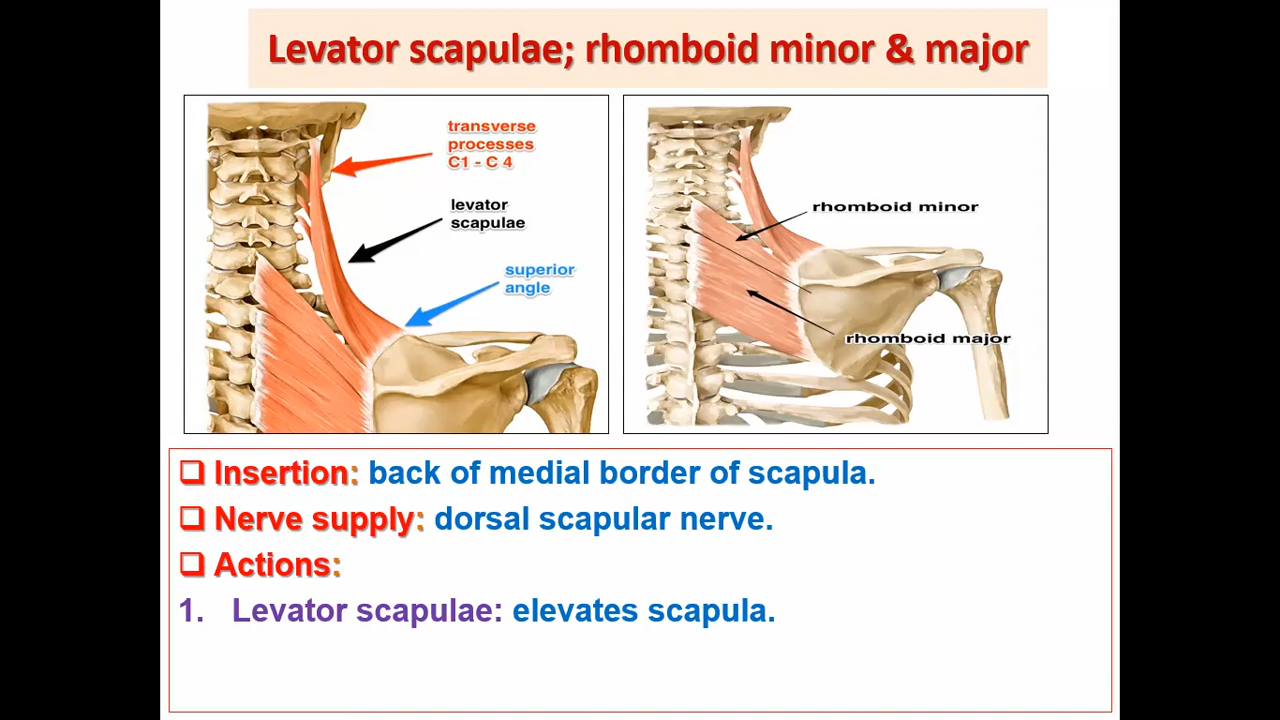 Levator scapulae; rhomboid minor & major
transverse
processes
C1 - C 4
levator
scapulae
superior
angle
rhomboid minor
rhomboid major
❑ Insertion: back of medial border of scapula.
❑ Nerve supply: dorsal scapular nerve.
❑ Actions:
1. Levator scapulae: elevates scapula.